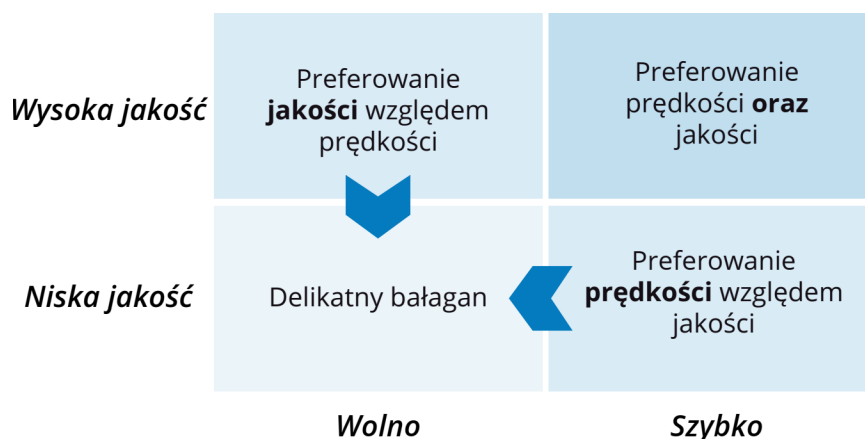 Wysoka jakość
Preferowanie
jakości względem
prędkości
Preferowanie
prędkości oraz
jakości
Niska jakość
Delikatny bałagan
Preferowanie
prędkości względem
jakości
Wolno
Szybko